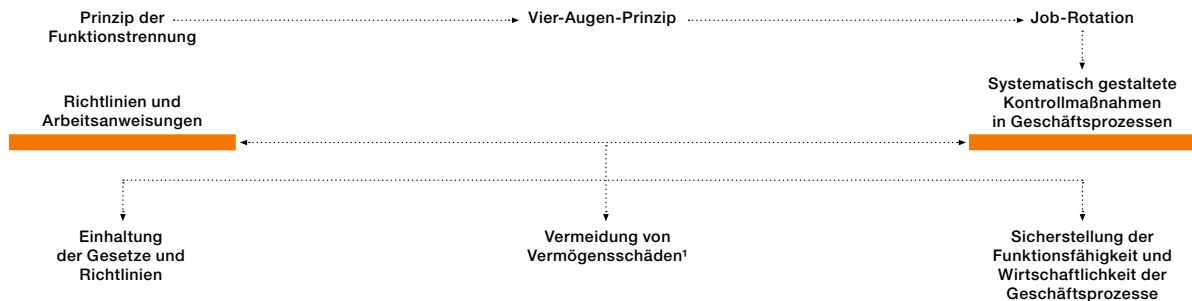 Prinzip der
Funktionstrennung
Vier-Augen-Prinzip
Job-Rotation
Richtlinien und
Arbeitsanweisungen
Systematisch gestaltete
Kontrollmaßnahmen
in Geschäftsprozessen
Einhaltung
der Gesetze und
Richtlinien
Vermeidung von
Vermögensschäden¹
Sicherstellung der
Funktionsfähigkeit und
Wirtschaftlichkeit der
Geschäftsprozesse